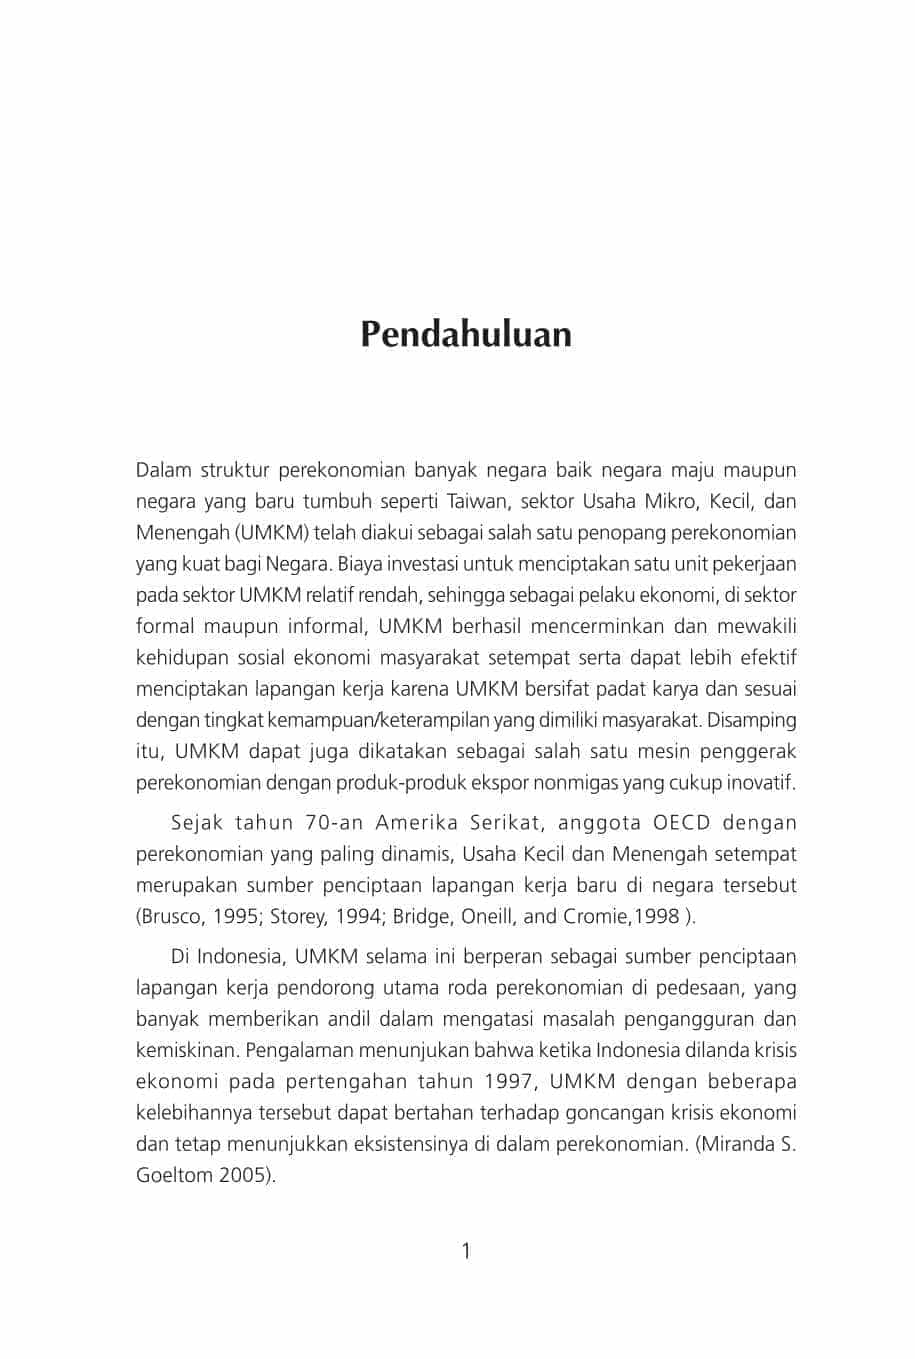 Pendahuluan
Dalam struktur perekonomian banyak negara baik negara maju maupun
negara yang baru tumbuh seperti Taiwan, sektor Usaha Mikro, Kecil, dan
Menengah (UMKM) telah diakui sebagai salah satu penopang perekonomian
yang kuat bagi Negara. Biaya investasi untuk menciptakan satu unit pekerjaan
pada sektor UMKM relatif rendah, sehingga sebagai pelaku ekonomi, di sektor
formal maupun informal, UMKM berhasil mencerminkan dan mewakili
kehidupan sosial ekonomi masyarakat setempat serta dapat lebih efektif
menciptakan lapangan kerja karena UMKM bersifat padat karya dan sesuai
dengan tingkat kemampuan/keterampilan yang dimiliki masyarakat. Disamping
itu, UMKM dapat juga dikatakan sebagai salah satu mesin penggerak
perekonomian dengan produk-produk ekspor nonmigas yang cukup inovatif.
Sejak tahun 70-an Amerika Serikat, anggota OECD dengan
perekonomian yang paling dinamis, Usaha Kecil dan Menengah setempat
merupakan sumber penciptaan lapangan kerja baru di negara tersebut
(Brusco, 1995; Storey, 1994; Bridge, Oneill, and Cromie,1998 ).
Di Indonesia, UMKM selama ini berperan sebagai sumber penciptaan
lapangan kerja pendorong utama roda perekonomian di pedesaan, yang
banyak memberikan andil dalam mengatasi masalah pengangguran dan
kemiskinan. Pengalaman menunjukan bahwa ketika Indonesia dilanda krisis
ekonomi pada pertengahan tahun 1997, UMKM dengan beberapa
kelebihannya tersebut dapat bertahan terhadap goncangan krisis ekonomi
dan tetap menunjukkan eksistensinya di dalam perekonomian. (Miranda S.
Goeltom 2005).
1